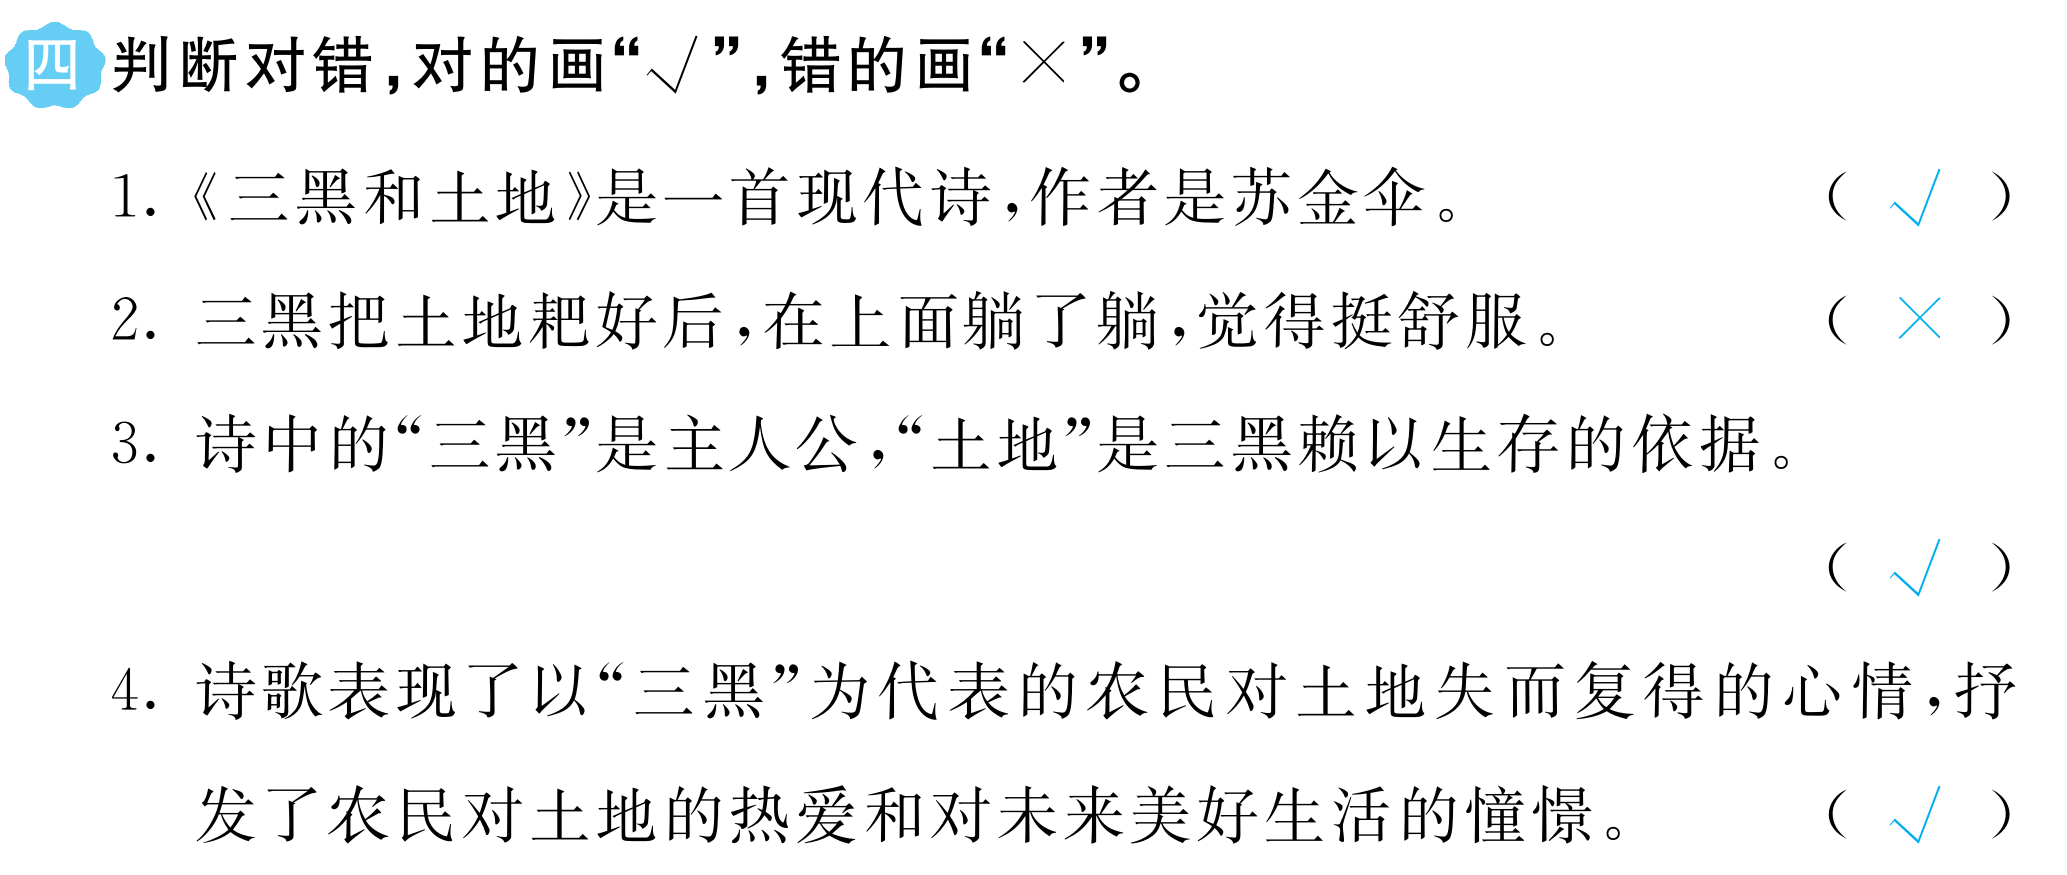 四 判断对错,对的画“√”,错的画“×”。
1.《三黑和土地》是一首现代诗,作者是苏金伞。 ( √ )
2. 三黑把土地耙好后,在上面躺了躺,觉得挺舒服。 ( × )
3. 诗中的“三黑”是主人公,“土地”是三黑赖以生存的依据。
( √ )
4. 诗歌表现了以“三黑”为代表的农民对土地失而复得的心情,抒
发了农民对土地的热爱和对未来美好生活的憧憬。 ( √ )